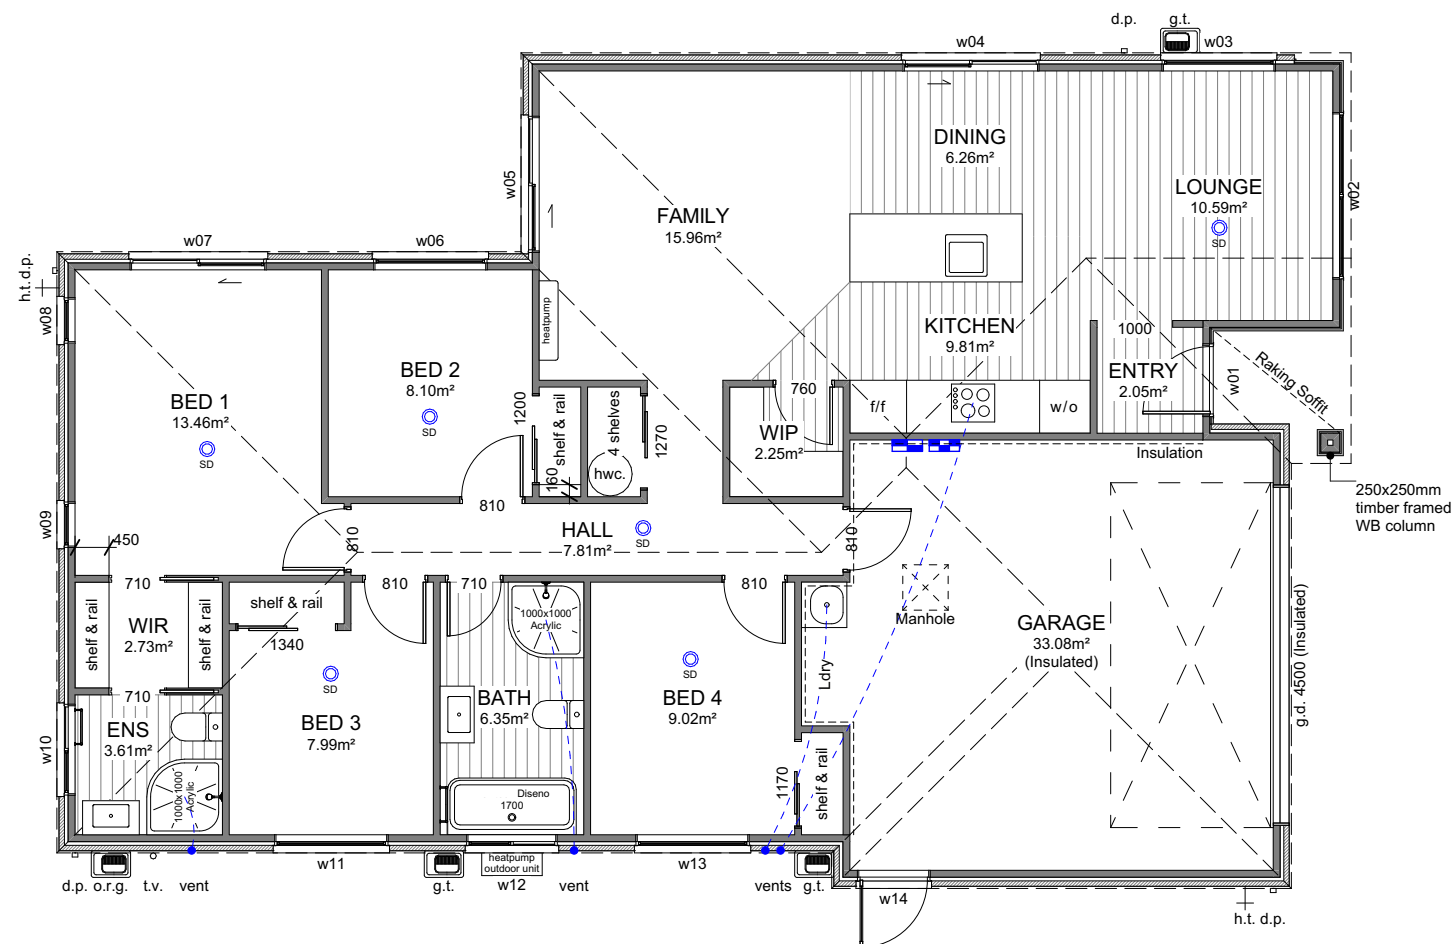 d.p.
g.t.
w04
w03
DINING
6.26m²
LOUNGE
10.59m²
SD
w02
w05
FAMILY
15.96m²
w07
w06
h.t.
d.p.
w08
heatpump
KITCHEN
9.81m²
1000
ENTRY
2.05m²
w01
Raking Soffit
BED 1
13.46m²
SD
BED 2
8.10m²
SD
1200
shelf & rail
160
4 shelves
hwc.
1270
760
WIP
2.25m²
f/f
w/o
Insulation
250x250mm
timber framed
WB column
w09
450
810
810
HALL
7.81m²
SD
810
710
810
710
810
shelf & rail
WIR
2.73m²
shelf & rail
shelf & rail
1340
1000x1000
Acrylic
Manhole
GARAGE
33.08m²
(Insulated)
g.d. 4500 (Insulated)
Ldry
SD
BED 3
7.99m²
BATH
6.35m²
SD
BED 4
9.02m²
710
ENS
3.61m²
w10
1000x1000
Acrylic
Diseno
1700
1170
shelf & rail
w11
heatpump
outdoor unit
w12
w13
d.p.
o.r.g.
t.v.
vent
g.t.
vent
vents
g.t.
w14
h.t.
d.p.